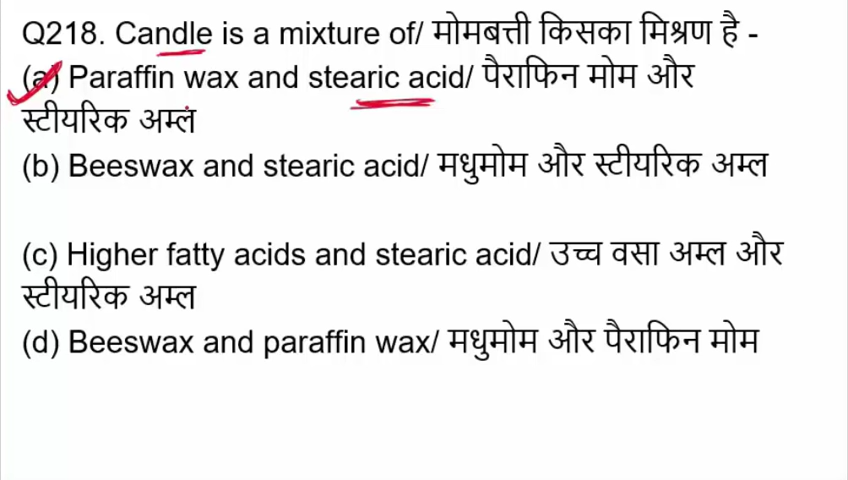 Q218. Candle is a mixture of/ मोमबत्ती किसका मिश्रण है -
(a) Paraffin wax and stearic acid/ पैराफिन मोम और
स्टीयरिक अम्ल
(b) Beeswax and stearic acid/ मधुमोम और स्टीयरिक अम्ल
(c) Higher fatty acids and stearic acid/ उच्च वसा अम्ल और
स्टीयरिक अम्ल
(d) Beeswax and paraffin wax/ मधुमोम और पैराफिन मोम